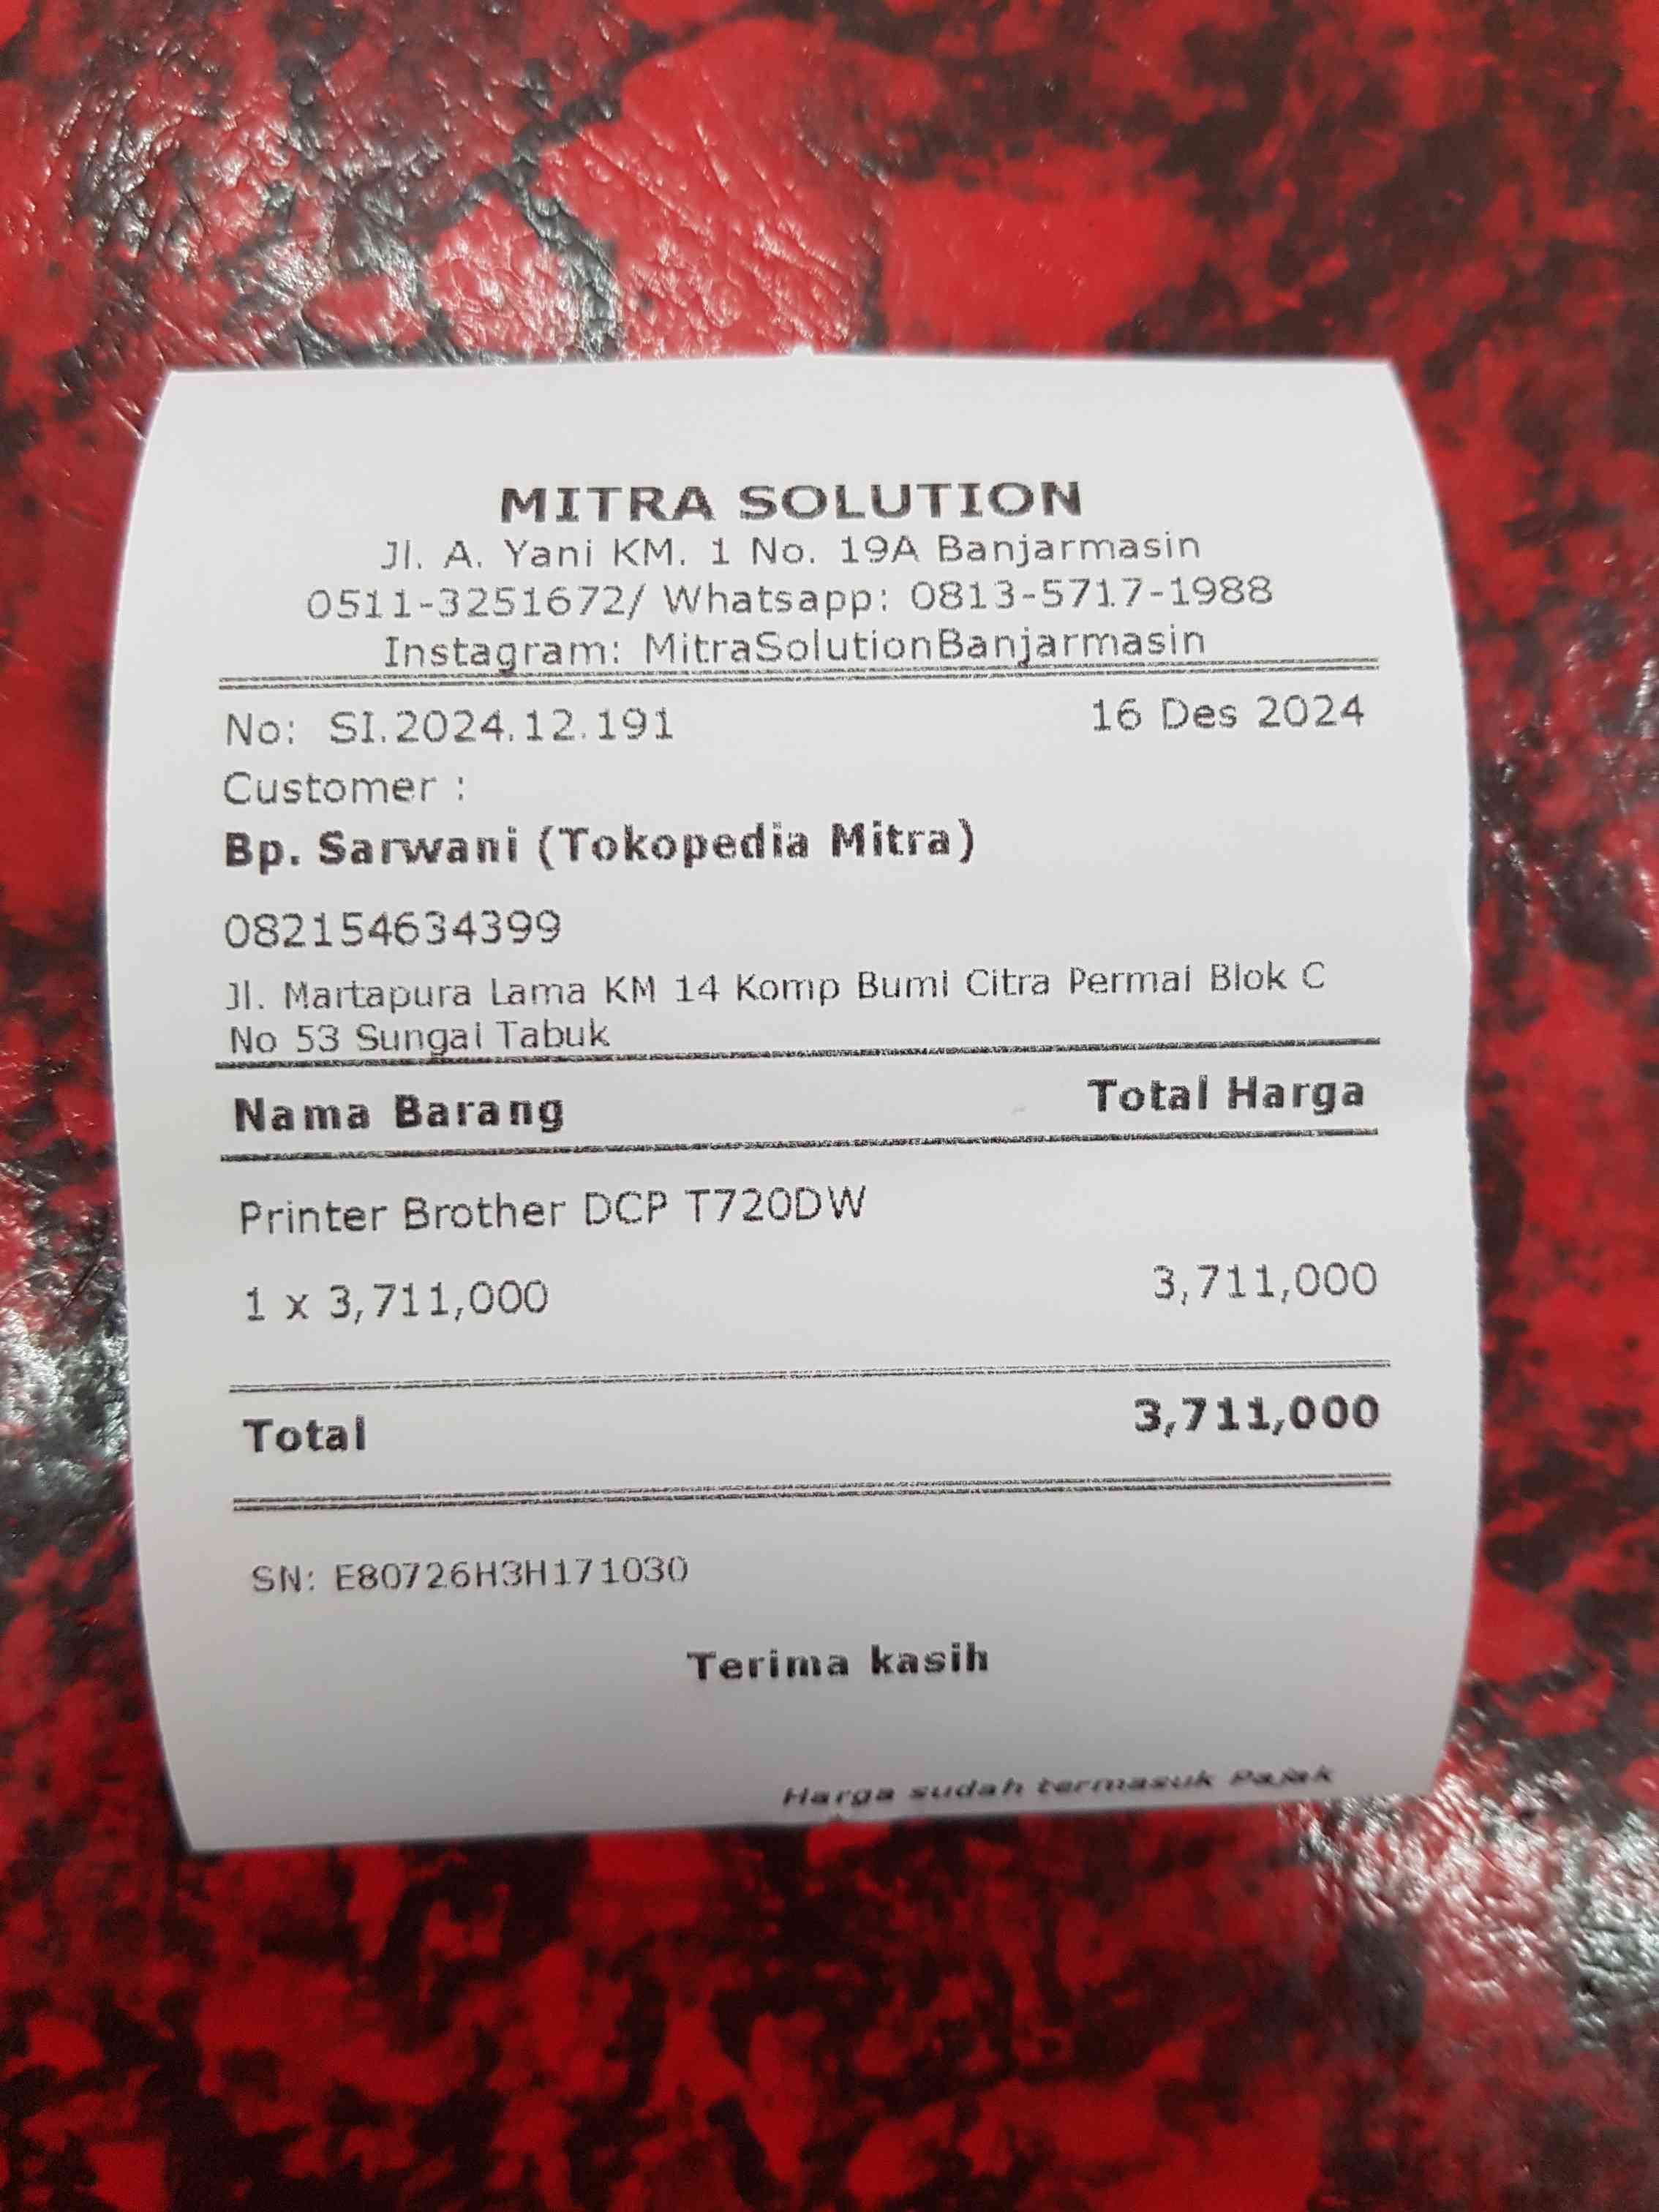 MITRA SOLUTION
Jl. A. Yani KM. 1 No. 19A Banjarmasin
0511-3251672/ Whatsapp: 0813-5717-1988
Instagram: MitraSolutionBanjarmasin
No: SI.2024.12.191 16 Des 2024
Customer :
Bp. Sarwani (Tokopedia Mitra)
082154634399
Jl. Martapura Lama KM 14 Komp Bumi Citra Permai Blok C
No 53 Sungai Tabuk
Nama Barang Total Harga
Printer Brother DCP T720DW
1 x 3,711,000 3,711,000
Total 3,711,000
SN: E80726H3H171030
Terima kasih
Harga sudah termasuk Pajak